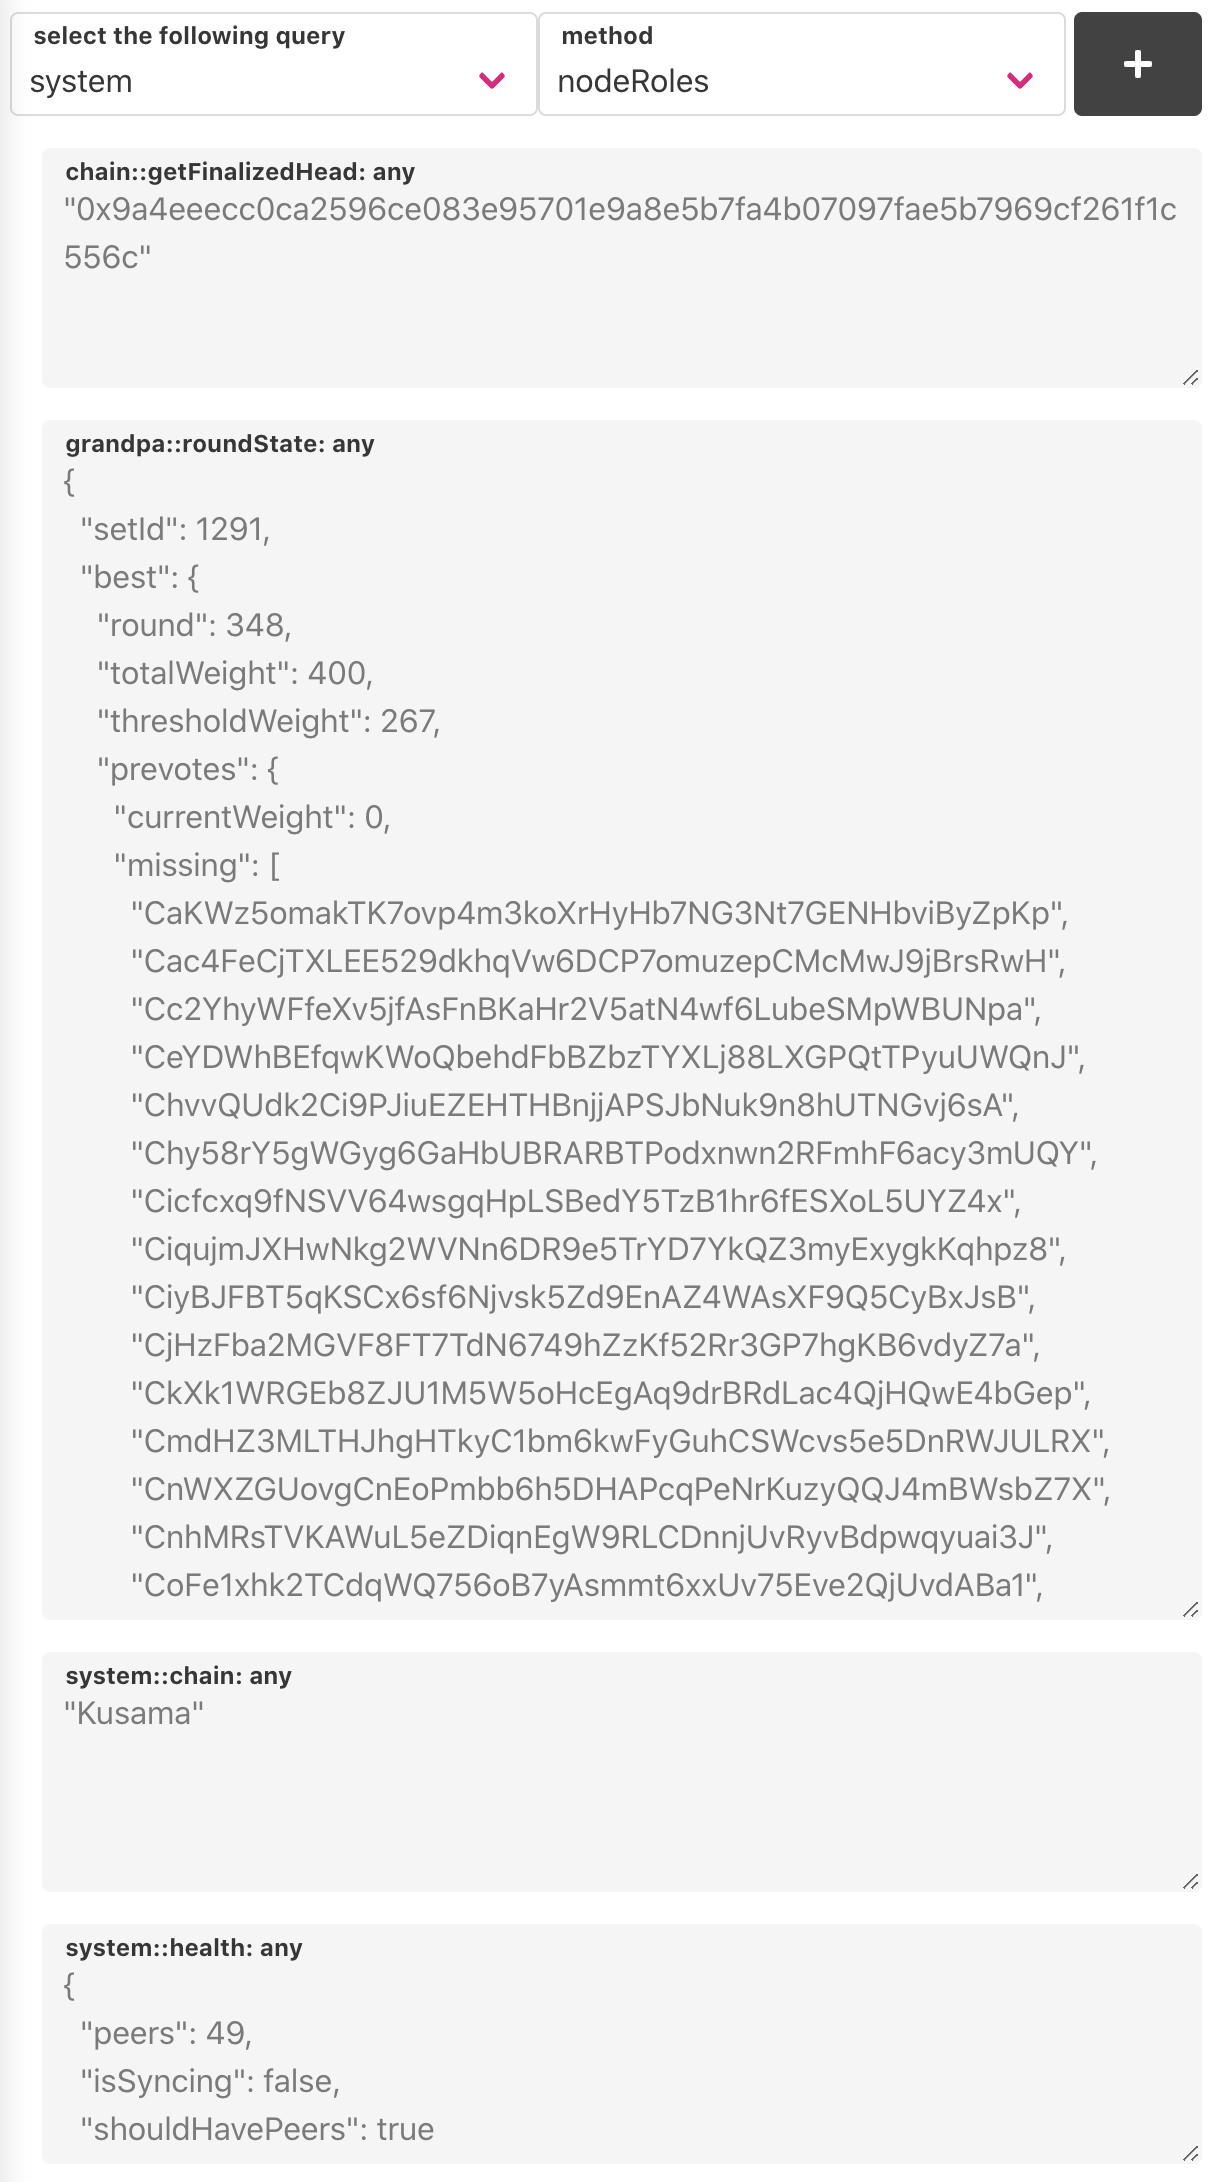 select the following query
system
method
nodeRoles
chain::getFinalizedHead: any
"0x9a4eeecc0ca2596ce083e95701e9a8e5b7fa4b07097fae5b7969cf261f1c
556c"
grandpa::roundState: any
{
"setId": 1291,
"best": {
"round": 348,
"totalWeight": 400,
"thresholdWeight": 267,
"prevotes": {
"currentWeight": 0,
"missing": [
"CaKWz5omakTK7ovp4m3koXrHyHb7NG3Nt7GENHbviByZpKp",
"Cac4FeCjTXLEE529dkhqVw6DCP7omuzepCMcMwJ9jBrsRwH",
"Cc2YhyWFfeXv5jfAsFnBKaHr2V5atN4wf6LubeSMpWBUNpa",
"CeYDWhBEfqwKWoQbehdFbBZbzTYXLj88LXGPQtTPyuUWQnJ",
"ChvvQUdk2Ci9PJiuEZEHTHBnjjAPSJbNuk9n8hUTNGvj6sA",
"Chy58rY5gWGyg6GaHbUBRARBTPodxnwn2RFmhF6acy3mUQY",
"Cicfcxq9fNSVV64wsgqHpLSBedY5TzB1hr6fESXoL5UYZ4x",
"CiqujmJXHwNkg2WVNn6DR9e5TrYD7YkQZ3myExygkKqhpz8",
"CiyBJFBT5qKSCx6sf6Njvsk5Zd9EnAZ4WAsXF9Q5CyBxJsB",
"CjHzFba2MGVF8FT7TdN6749hZzKf52Rr3GP7hgKB6vdyZ7a",
"CkXk1WRGEb8ZJU1M5W5oHcEgAq9drBRdLac4QjHQwE4bGep",
"CmdHZ3MLTHJhgHTkyC1bm6kwFyGuhCSWcvs5e5DnRWJULRX",
"CnWXZGUovgCnEoPmbb6h5DHAPcqPeNrKuzyQQJ4mBWsbZ7X",
"CnhMRsTVKAWuL5eZDiqnEgW9RLCDnnjUvRyvBdpwqyuai3J",
"CoFe1xhk2TCdqWQ756oB7yAsmmt6xxUv75Eve2QjUvdABa1",
system::chain: any
"Kusama"
system::health: any
{
"peers": 49,
"isSyncing": false,
"shouldHavePeers": true